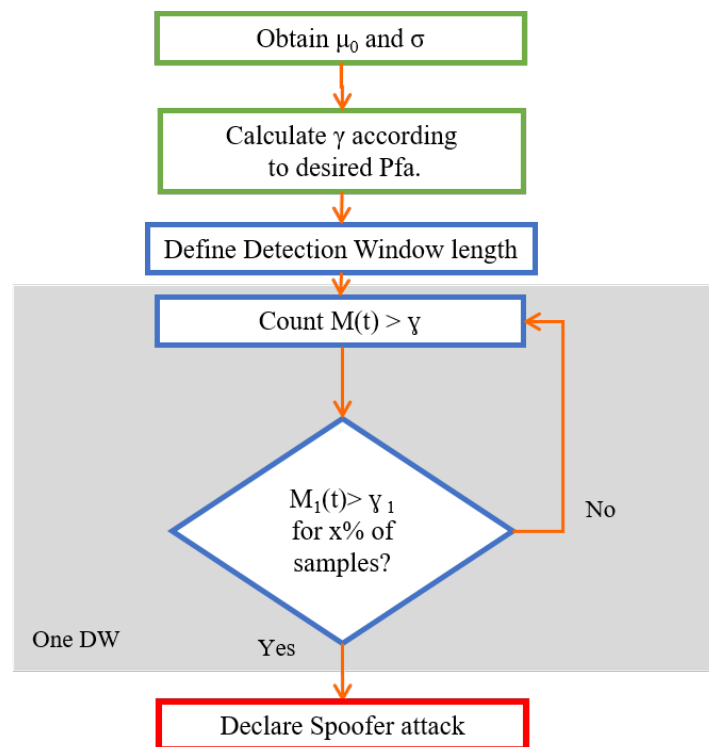 Obtain μ₀ and σ
Calculate γ according
to desired Pfa.
Define Detection Window length
Count M(t) > ɣ
M₁(t)> ɣ ₁
for x% of
samples?
No
One DW
Yes
Declare Spoofer attack